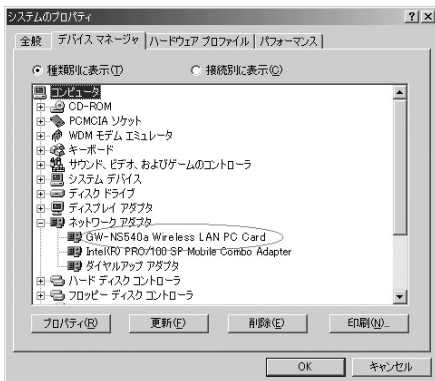 システムのプロパティ
全般 デバイス マネージャ ハードウェア プロファイル パフォーマンス
種類別に表示(T) 接続別に表示(C)
コンピュータ
CD-ROM
PCMCIA ソケット
WDM モデム エミュレータ
キーボード
サウンド、ビデオ、およびゲームのコントローラ
システム デバイス
ディスク ドライブ
ディスプレイ アダプタ
ネットワーク アダプタ
GW-NS540a Wireless LAN PC Card
Intel(R) PRO/100 SP Mobile Combo Adapter
ダイヤルアップ アダプタ
ハード ディスク コントローラ
フロッピー ディスク コントローラ
プロパティ(R) 更新(F) 削除(E) 印刷(N)...
OK キャンセル